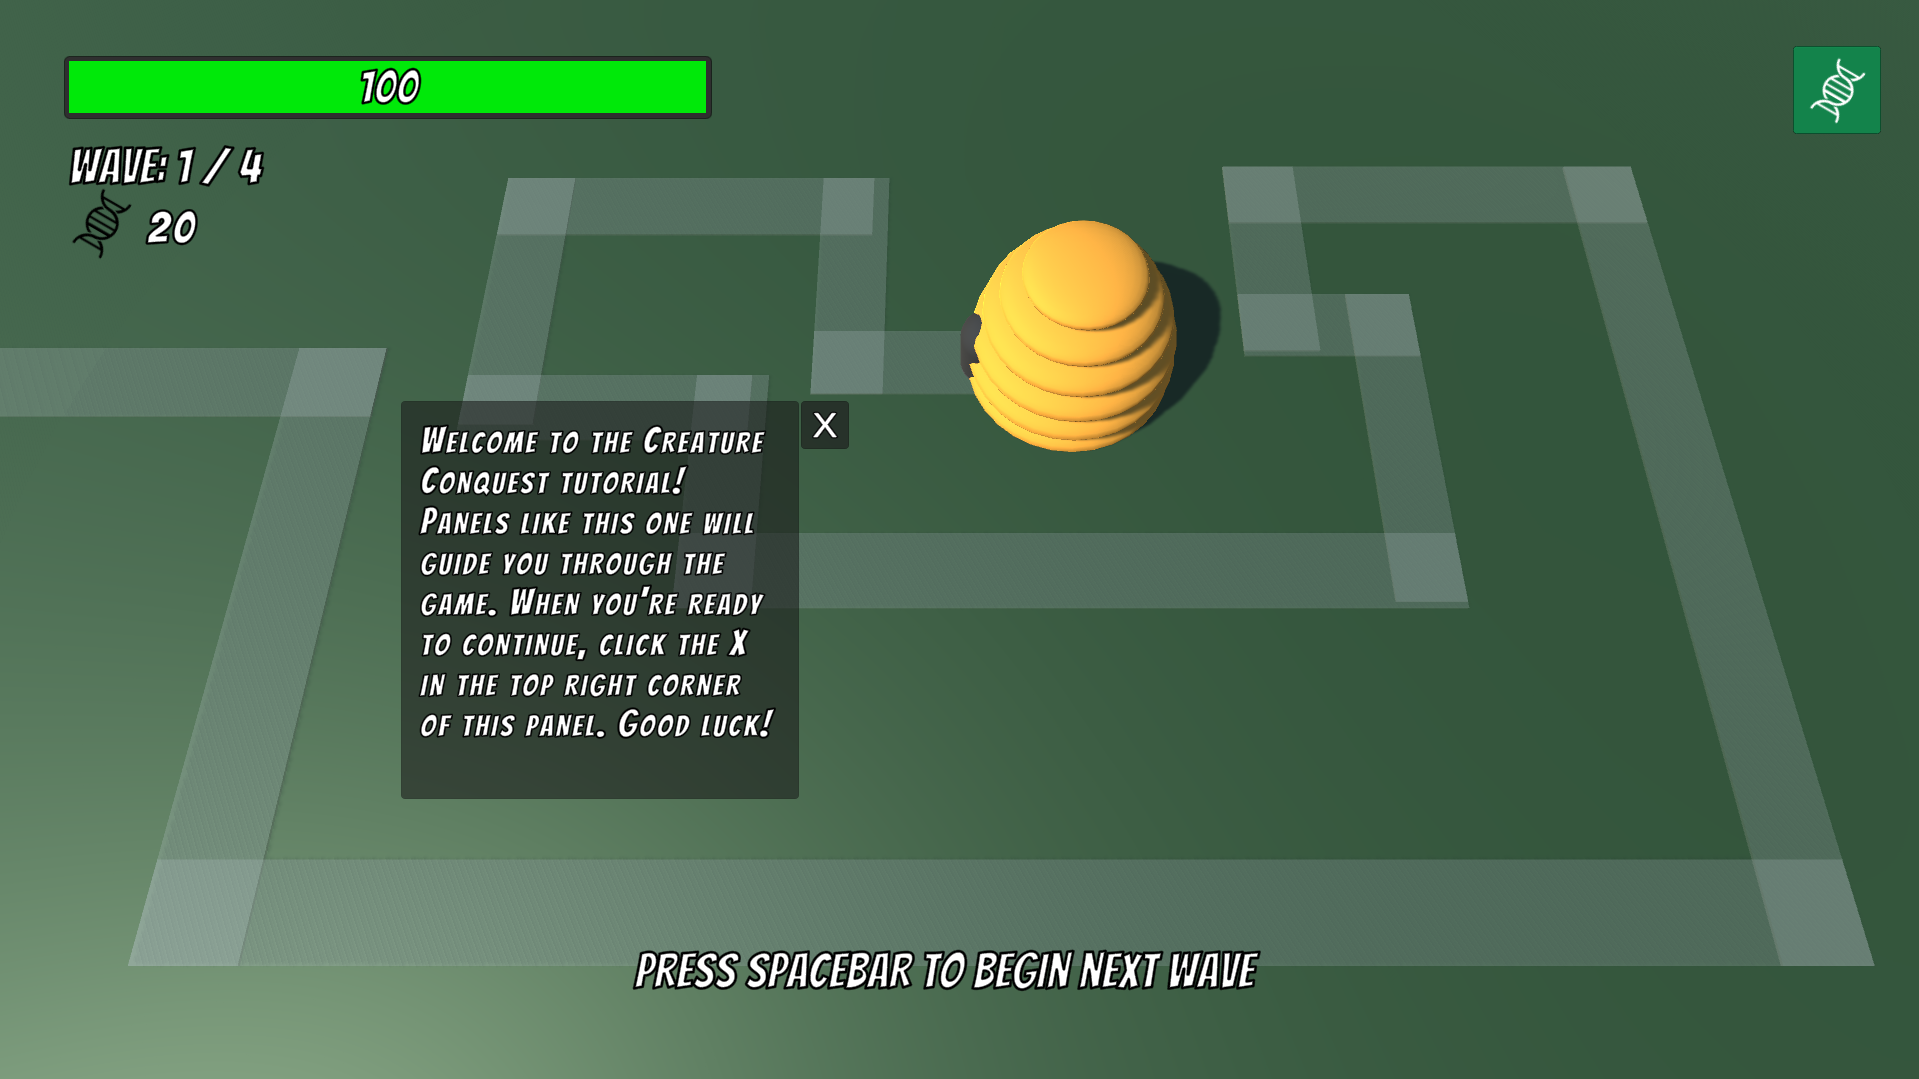 100
WAVE: 1 / 4
20
WELCOME TO THE CREATURE
CONQUEST TUTORIAL!
PANELS LIKE THIS ONE WILL
GUIDE YOU THROUGH THE
GAME. WHEN YOU'RE READY
TO CONTINUE, CLICK THE X
IN THE TOP RIGHT CORNER
OF THIS PANEL. GOOD LUCK!
X
PRESS SPACEBAR TO BEGIN NEXT WAVE